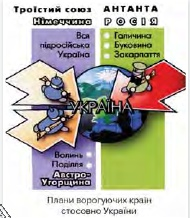 Троїстий союз
Німеччина
АНТАНТА
РОСІЯ
Вся
підросійська
Україна
Галичина
Буковина
Закарпаття
УКРАЇНА
Волинь
Поділля
Австро-
Угорщина
Плани ворогуючих країн
стосовно України